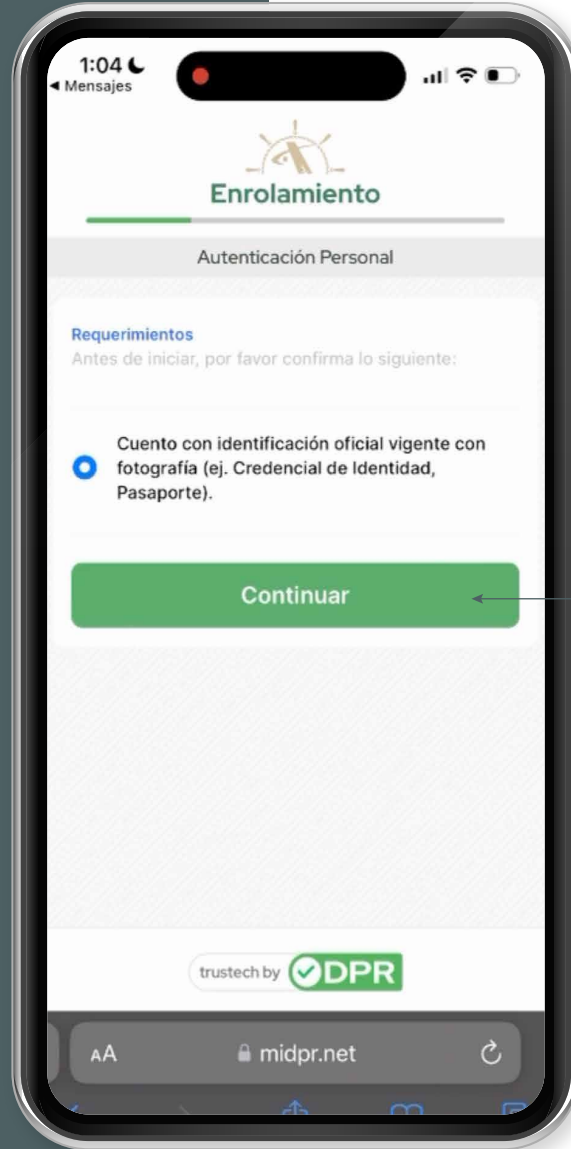 1:04
◀ Mensajes
Enrolamiento
Autenticación Personal
Requerimientos
Antes de iniciar, por favor confirma lo siguiente:
Cuento con identificación oficial vigente con
fotografía (ej. Credencial de Identidad,
Pasaporte).
Continuar
trustech by DPR
AA midpr.net